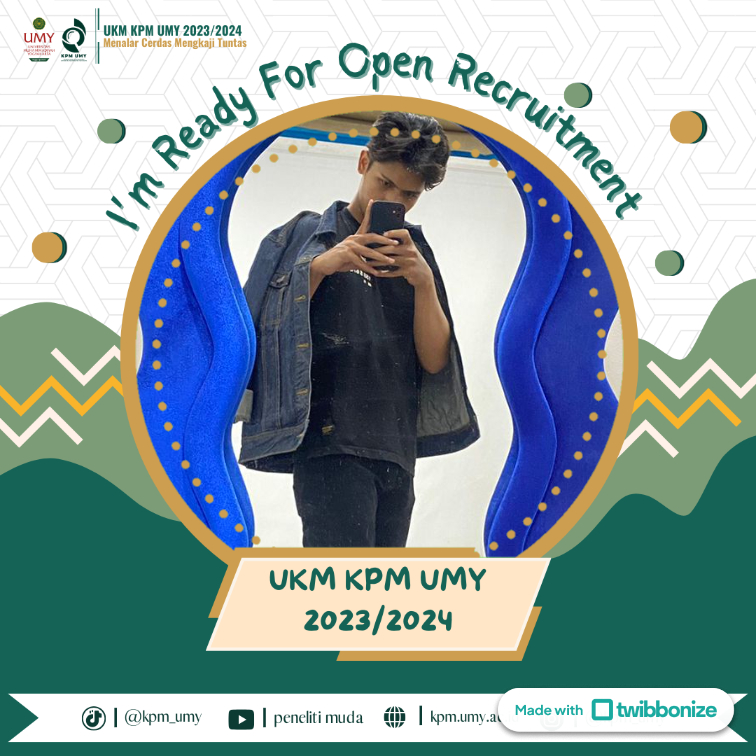 UMY
KPM UMY
UKM KPM UMY 2023/2024
Menalar Cerdas Mengkaji Tuntas
I'm Ready For Open Recruitment
UKM KPM UMY
2023/2024
@kpm_umy
peneliti muda
kpm.umy.a
Made with twibbonize